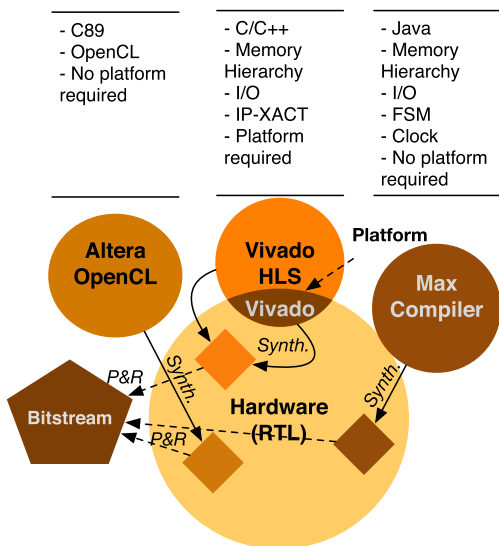 - C89
- OpenCL
- No platform
required
- C/C++
- Memory
Hierarchy
- I/O
- IP-XACT
- Platform
required
- Java
- Memory
Hierarchy
- I/O
- FSM
- Clock
- No platform
required
Altera
OpenCL
Vivado
HLS
Platform
Max
Compiler
Vivado
Synth.
Synth.
Synth.
P&R
Bitstream
Hardware
(RTL)
P&R